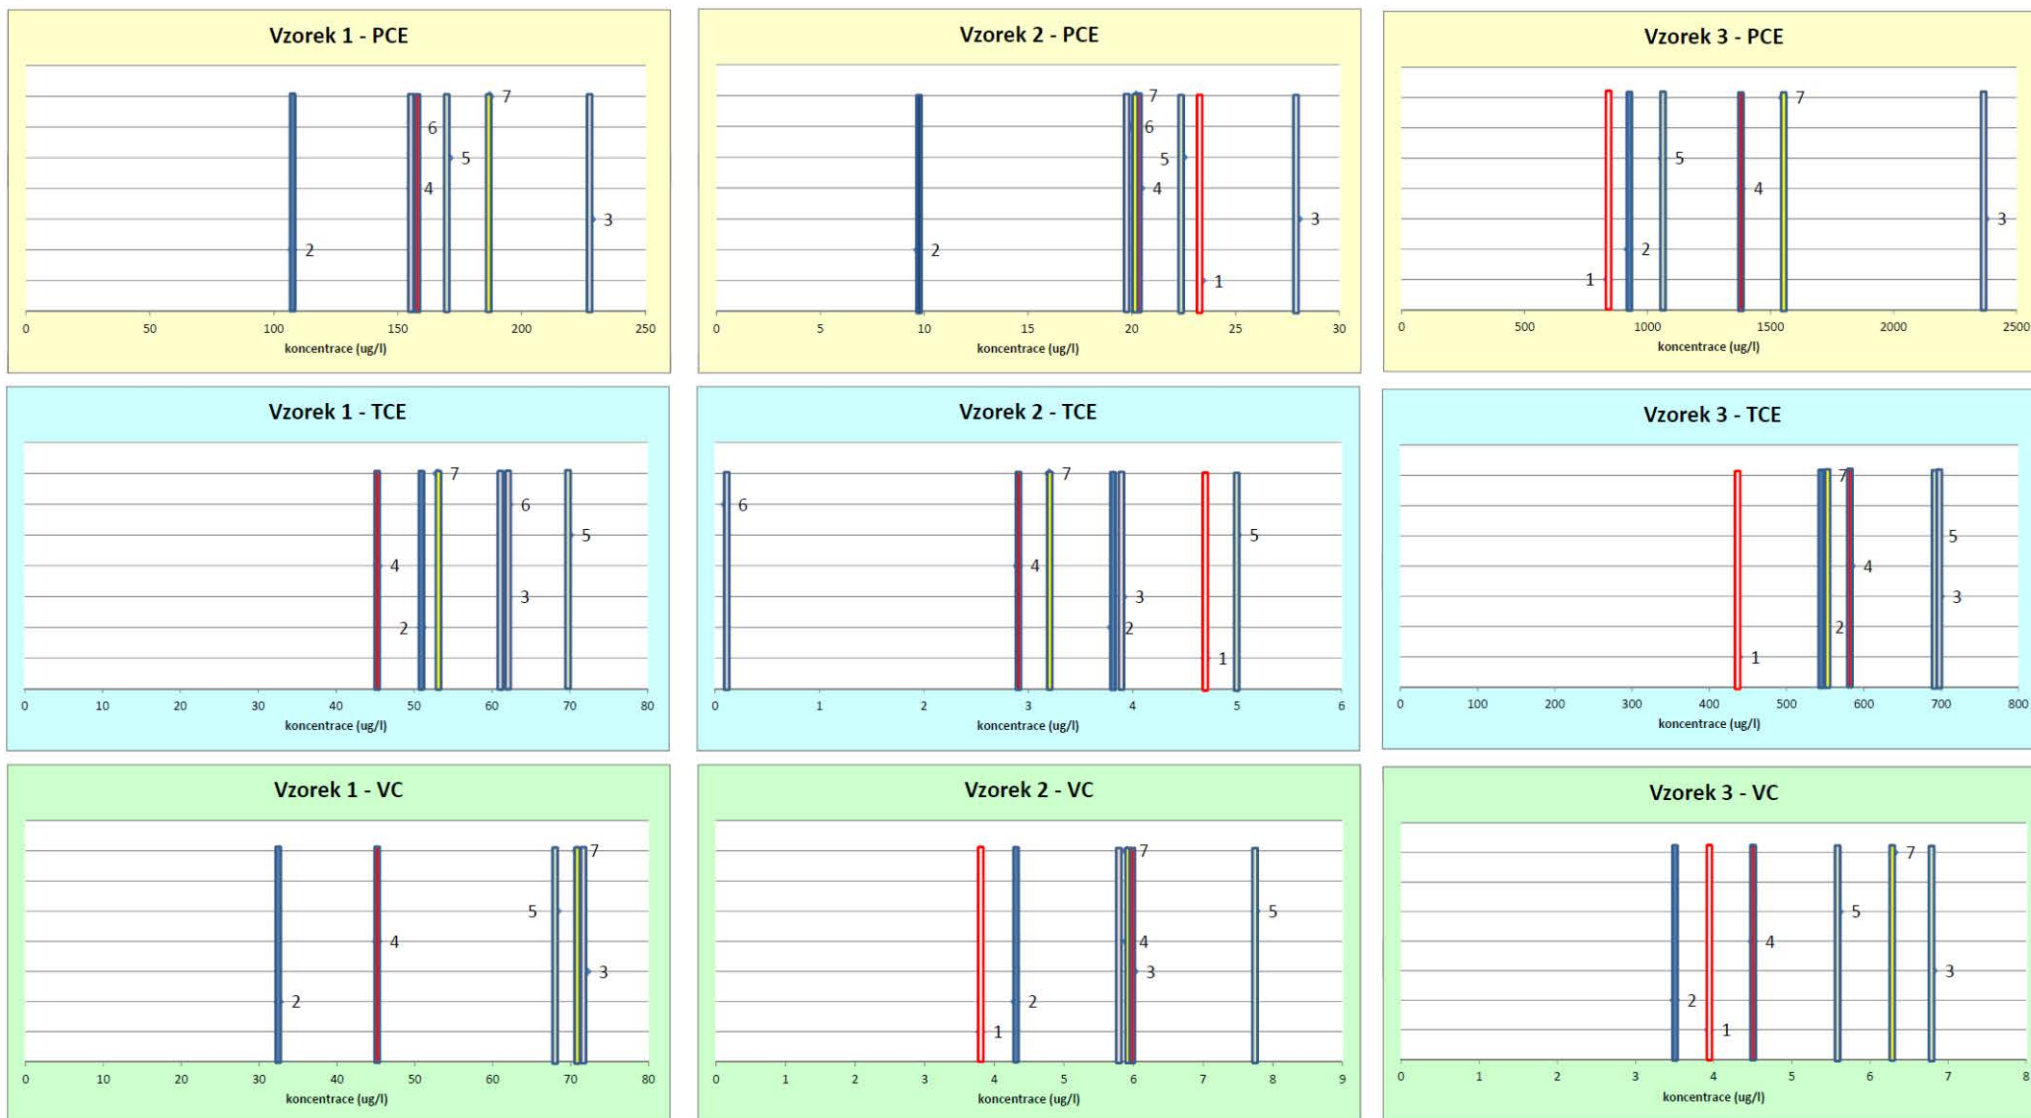 Vzorek 1 - PCE
7
6
5
4
3
2
0 50 100 150 200 250
koncentrace (ug/l)
Vzorek 2 - PCE
7
6
5
4
3
2
1
0 5 10 15 20 25 30
koncentrace (ug/l)
Vzorek 3 - PCE
7
5
4
3
2
1
0 500 1000 1500 2000 2500
koncentrace (ug/l)
Vzorek 1 - TCE
7
6
5
4
3
2
0 10 20 30 40 50 60 70 80
koncentrace (ug/l)
Vzorek 2 - TCE
7
6
5
4
3
2
1
0 1 2 3 4 5 6
koncentrace (ug/l)
Vzorek 3 - TCE
7
5
4
3
2
1
0 100 200 300 400 500 600 700 800
koncentrace (ug/l)
Vzorek 1 - VC
7
5
4
3
2
0 10 20 30 40 50 60 70 80
koncentrace (ug/l)
Vzorek 2 - VC
7
5
4
3
2
1
0 1 2 3 4 5 6 7 8 9
koncentrace (ug/l)
Vzorek 3 - VC
7
5
4
3
2
1
0 1 2 3 4 5 6 7 8
koncentrace (ug/l)